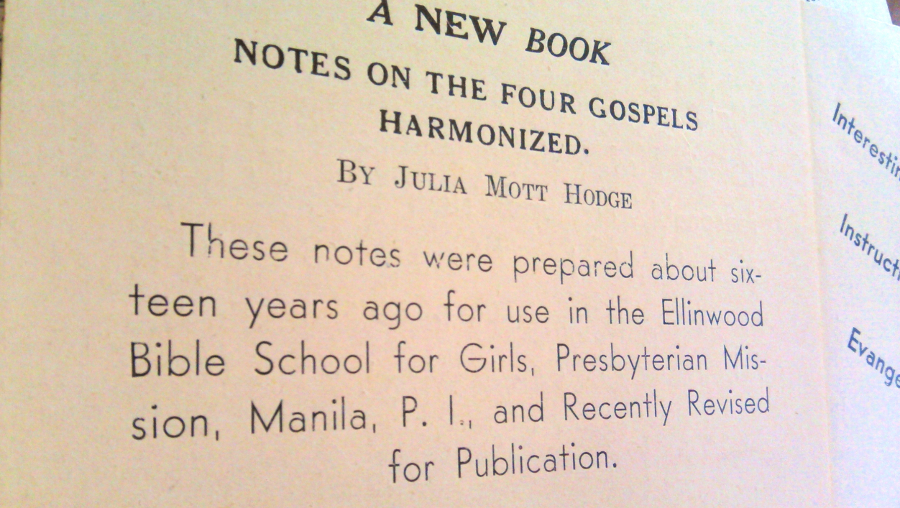 A NEW BOOK
NOTES ON THE FOUR GOSPELS
HARMONIZED.
BY JULIA MOTT HODGE
These notes were prepared about six-
teen years ago for use in the Ellinwood
Bible School for Girls, Presbyterian Mis-
sion, Manila, P. I., and Recently Revised
for Publication.